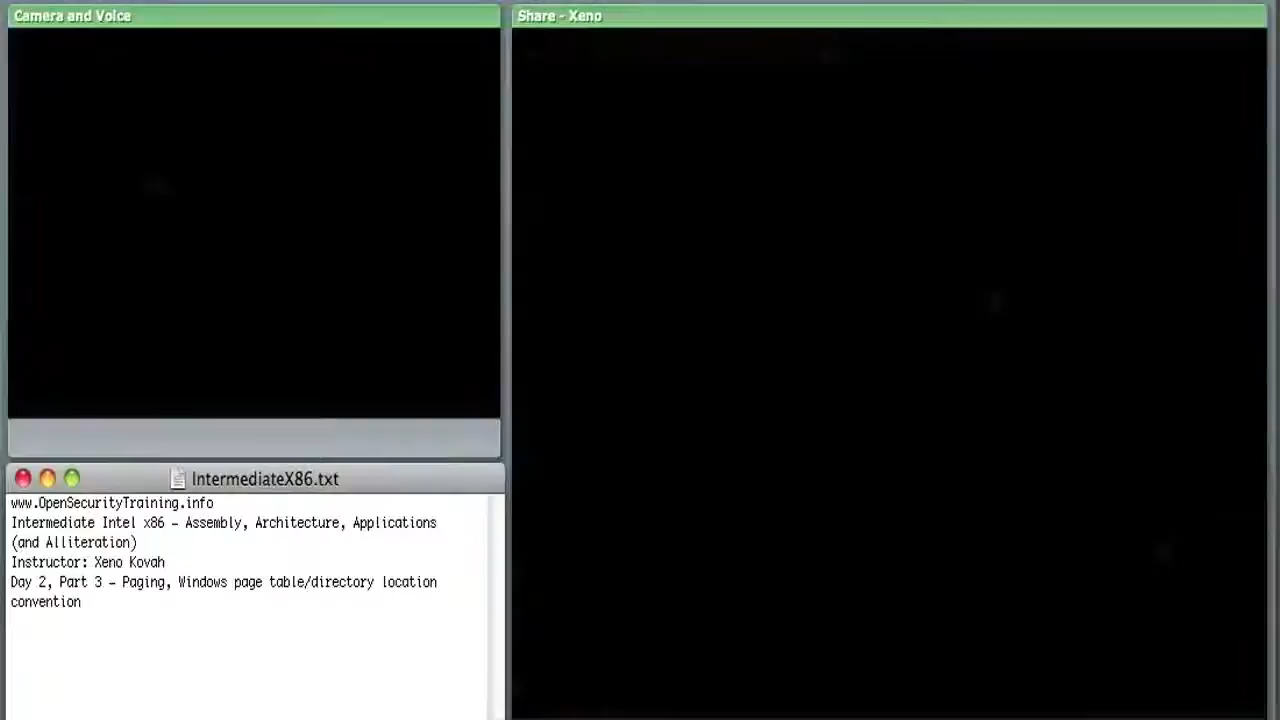 Camera and Voice
Share - Xeno
IntermediateX86.txt
www.OpenSecurityTraining.info
Intermediate Intel x86 – Assembly, Architecture, Applications
(and Alliteration)
Instructor: Xeno Kovah
Day 2, Part 3 – Paging, Windows page table/directory location
convention